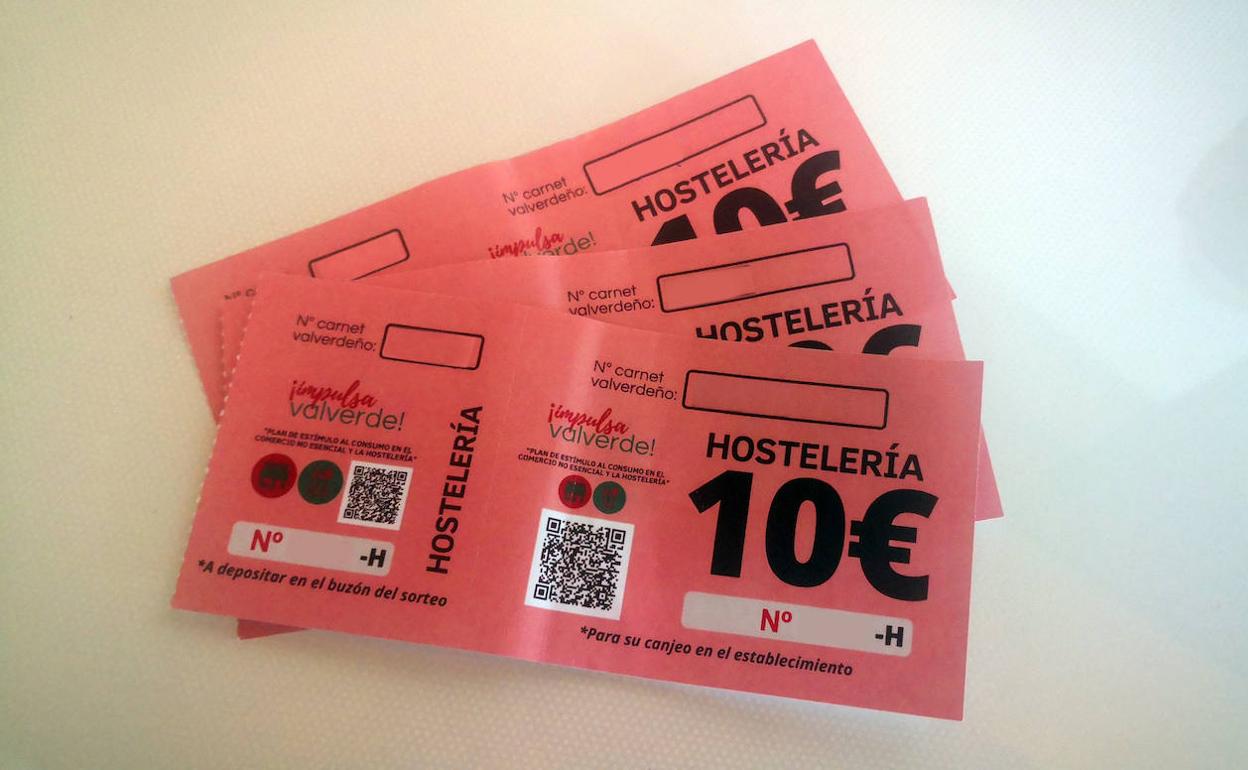 Nº carnet
valverdeño:
HOSTELERÍA
10€
¡impulsa
valverde!
Nº carnet
valverdeño:
HOSTELERÍA
Nº carnet
valverdeño:
¡impulsa
valverde!
*PLAN DE ESTÍMULO AL CONSUMO EN EL
COMERCIO NO ESENCIAL Y LA HOSTELERÍA*
HOSTELERÍA
Nº -H
*A depositar en el buzón del sorteo
Nº carnet
valverdeño:
¡impulsa
valverde!
*PLAN DE ESTÍMULO AL CONSUMO EN EL
COMERCIO NO ESENCIAL Y LA HOSTELERÍA*
HOSTELERÍA
10€
Nº -H
*Para su canjeo en el establecimiento